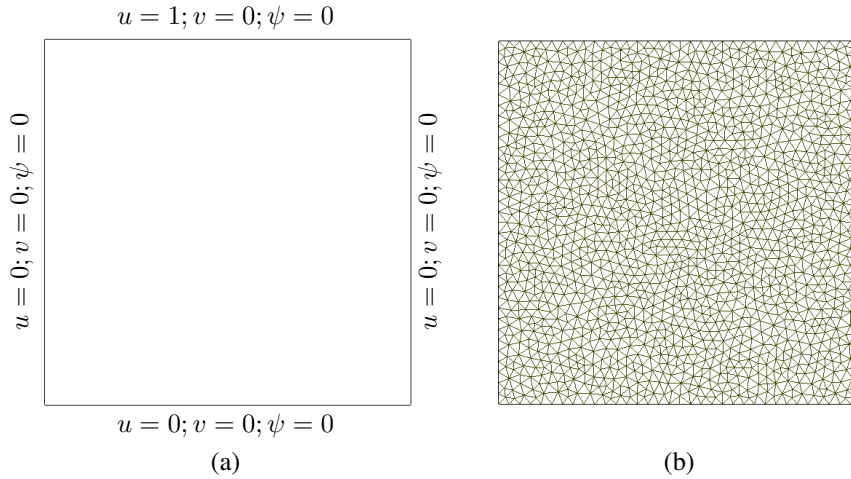 u = 1; v = 0; ψ = 0
u = 0; v = 0; ψ = 0
u = 0; v = 0; ψ = 0
u = 0; v = 0; ψ = 0
(a)
(b)